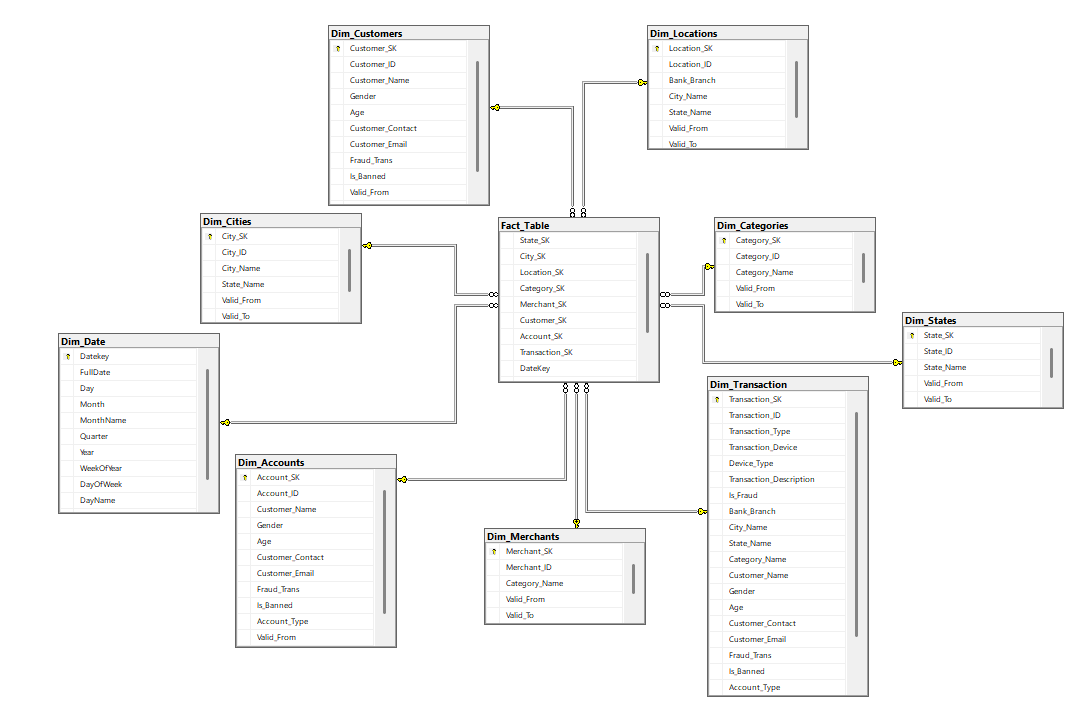 Dim_Customers
Customer_SK
Customer_ID
Customer_Name
Gender
Age
Customer_Contact
Customer_Email
Fraud_Trans
Is_Banned
Valid_From
Dim_Locations
Location_SK
Location_ID
Bank_Branch
City_Name
State_Name
Valid_From
Valid_To
Dim_Cities
City_SK
City_ID
City_Name
State_Name
Valid_From
Valid_To
Fact_Table
State_SK
City_SK
Location_SK
Category_SK
Merchant_SK
Customer_SK
Account_SK
Transaction_SK
DateKey
Dim_Categories
Category_SK
Category_ID
Category_Name
Valid_From
Valid_To
Dim_States
State_SK
State_ID
State_Name
Valid_From
Valid_To
Dim_Date
Datekey
FullDate
Day
Month
MonthName
Quarter
Year
WeekOfYear
DayOfWeek
DayName
Dim_Accounts
Account_SK
Account_ID
Customer_Name
Gender
Age
Customer_Contact
Customer_Email
Fraud_Trans
Is_Banned
Account_Type
Valid_From
Dim_Merchants
Merchant_SK
Merchant_ID
Category_Name
Valid_From
Valid_To
Dim_Transaction
Transaction_SK
Transaction_ID
Transaction_Type
Transaction_Device
Device_Type
Transaction_Description
Is_Fraud
Bank_Branch
City_Name
State_Name
Category_Name
Customer_Name
Gender
Age
Customer_Contact
Customer_Email
Fraud_Trans
Is_Banned
Account_Type